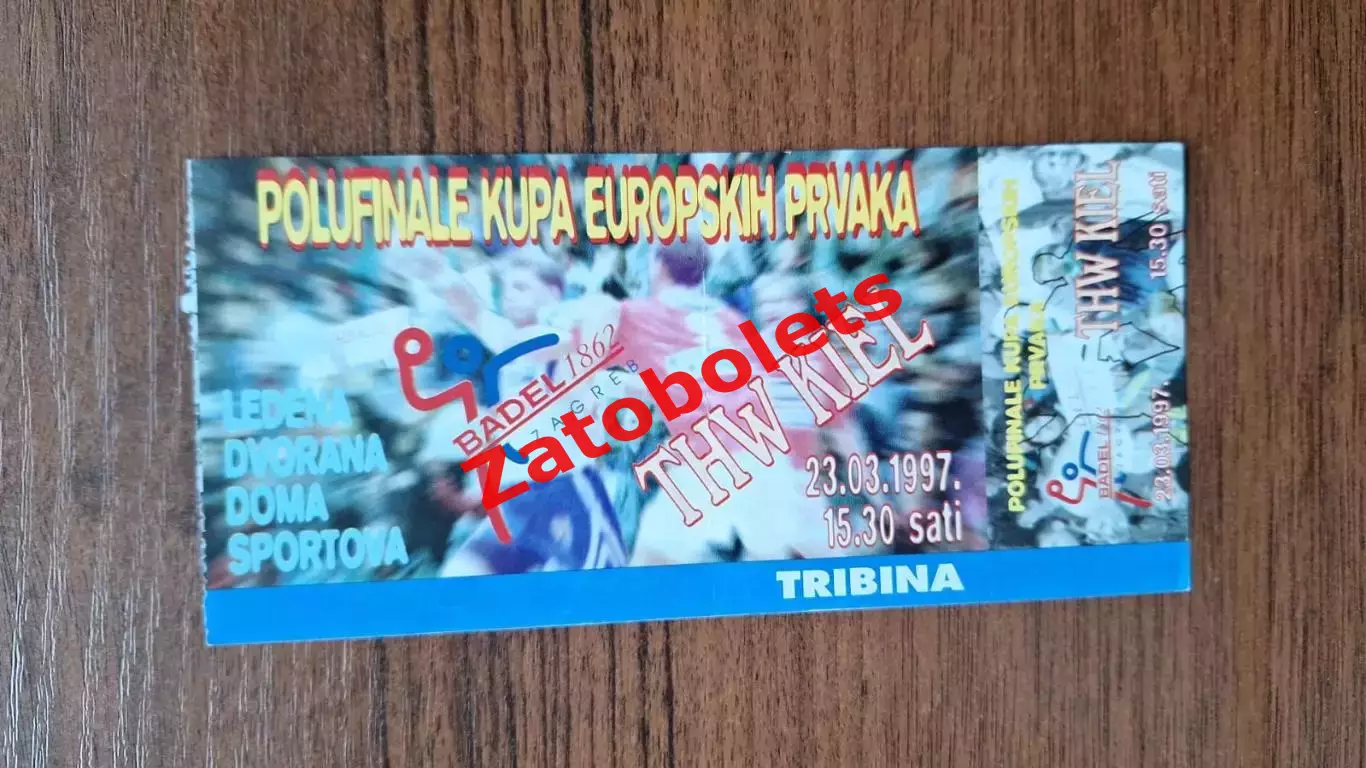 POLUFINALE KUPA EUROPSKIH PRVAKA
BADEL 1862
ZAGREB
THW KIEL
Zatobolets
LEDENA
DVORANA
DOMA
SPORTOVA
23.03.1997.
15.30 sati
TRIBINA
POLUFINALE KUPA EUROPSKIH
PRVAKA
BADEL
THW KIEL
23.03.1997.
15.30 sati